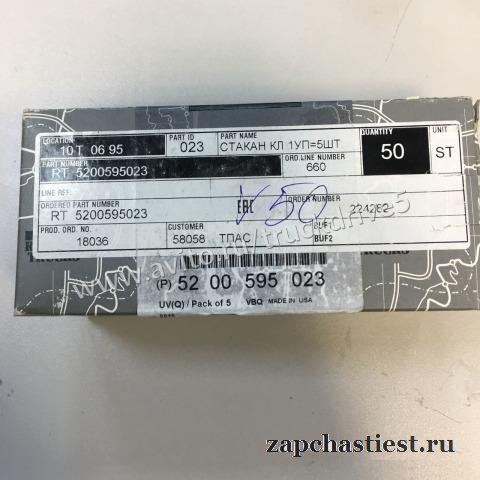 LOCATION PART ID PART NAME QUANTITY UNIT
10 T 06 95 023 СТАКАН КЛ 1УП=5ШТ 50 ST
PART NUMBER ORD.LINE NUMBER
RT 5200595023 660
LINE REF.
ORDERED PART NUMBER EAC V 50 ORDER NUMBER
RT 5200595023 224282
PROD. ORD. NO CUSTOMER BUF1
18036 58058 ТПАС BUF2
(P) 52 00 595 023
UV(Q) / Pack of 5 VBQ MADE IN USA
zapchastiest.ru